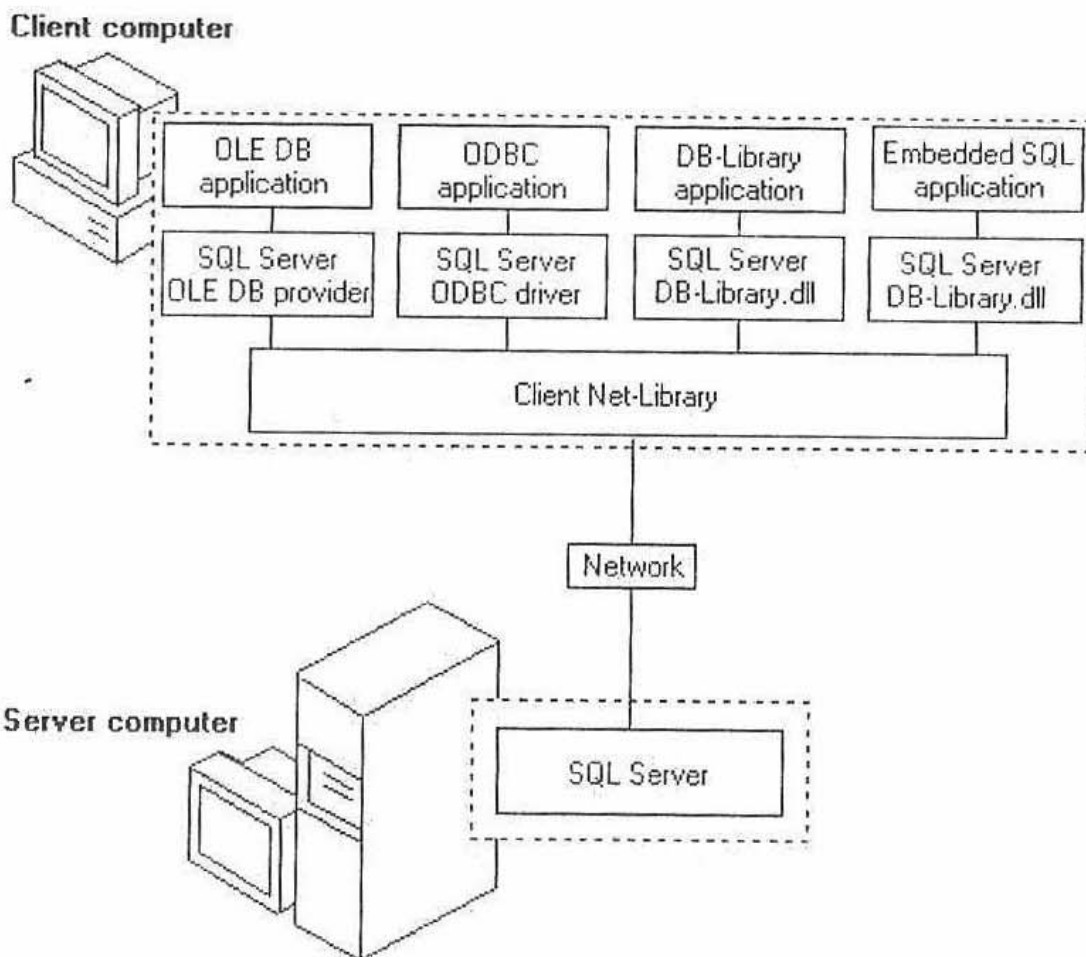 Client computer
OLE DB
application
ODBC
application
DB-Library
application
Embedded SQL
application
SQL Server
OLE DB provider
SQL Server
ODBC driver
SQL Server
DB-Library.dll
SQL Server
DB-Library.dll
Client Net-Library
Network
Server computer
SQL Server